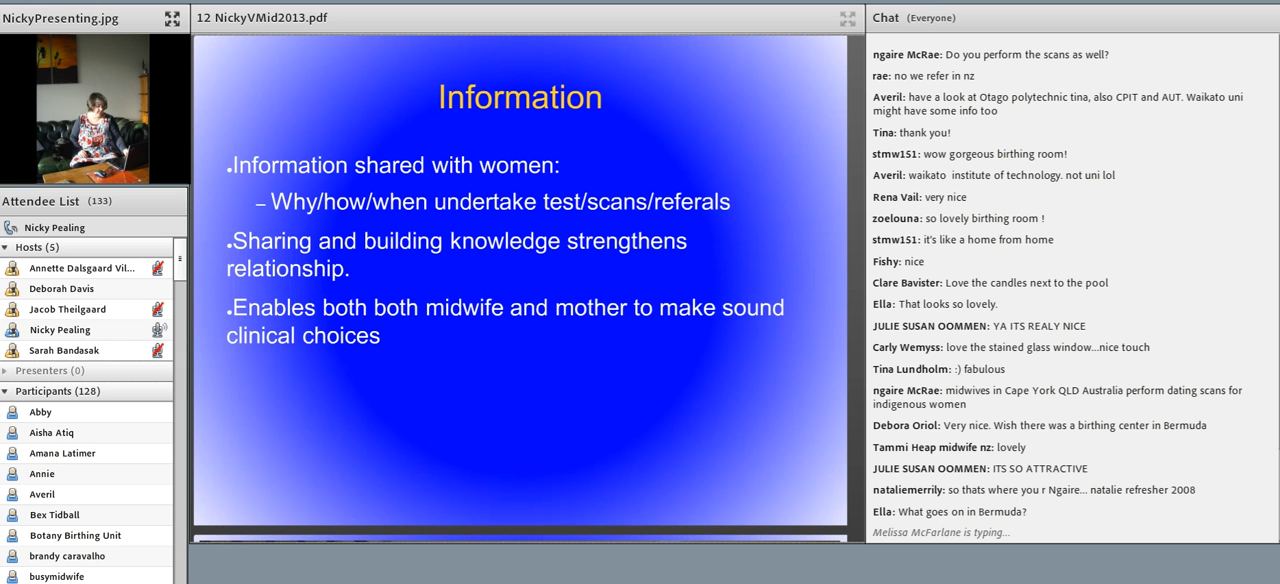 NickyPresenting.jpg
Attendee List (133)
Nicky Pealing
Hosts (5)
Annette Dalsgaard Vil...
Deborah Davis
Jacob Theilgaard
Nicky Pealing
Sarah Bandasak
Presenters (0)
Participants (128)
Abby
Aisha Atiq
Amana Latimer
Annie
Averil
Bex Tidball
Botany Birthing Unit
brandy caravalho
busymidwife
12 NickyVMid2013.pdf
Information
.Information shared with women:
– Why/how/when undertake test/scans/referals
.Sharing and building knowledge strengthens
relationship.
.Enables both both midwife and mother to make sound
clinical choices
Chat (Everyone)
ngaire McRae: Do you perform the scans as well?
rae: no we refer in nz
Averil: have a look at Otago polytechnic tina, also CPIT and AUT. Waikato uni
might have some info too
Tina: thank you!
stmw151: wow gorgeous birthing room!
Averil: waikato institute of technology. not uni lol
Rena Vail: very nice
zoelouna: so lovely birthing room !
stmw151: it's like a home from home
Fishy: nice
Clare Bavister: Love the candles next to the pool
Ella: That looks so lovely.
JULIE SUSAN OOMMEN: YA ITS REALY NICE
Carly Wemyss: love the stained glass window...nice touch
Tina Lundholm: :) fabulous
ngaire McRae: midwives in Cape York QLD Australia perform dating scans for
indigenous women
Debora Oriol: Very nice. Wish there was a birthing center in Bermuda
Tammi Heap midwife nz: lovely
JULIE SUSAN OOMMEN: ITS SO ATTRACTIVE
nataliemerrily: so thats where you r Ngaire... natalie refresher 2008
Ella: What goes on in Bermuda?
Melissa McFarlane is typing...